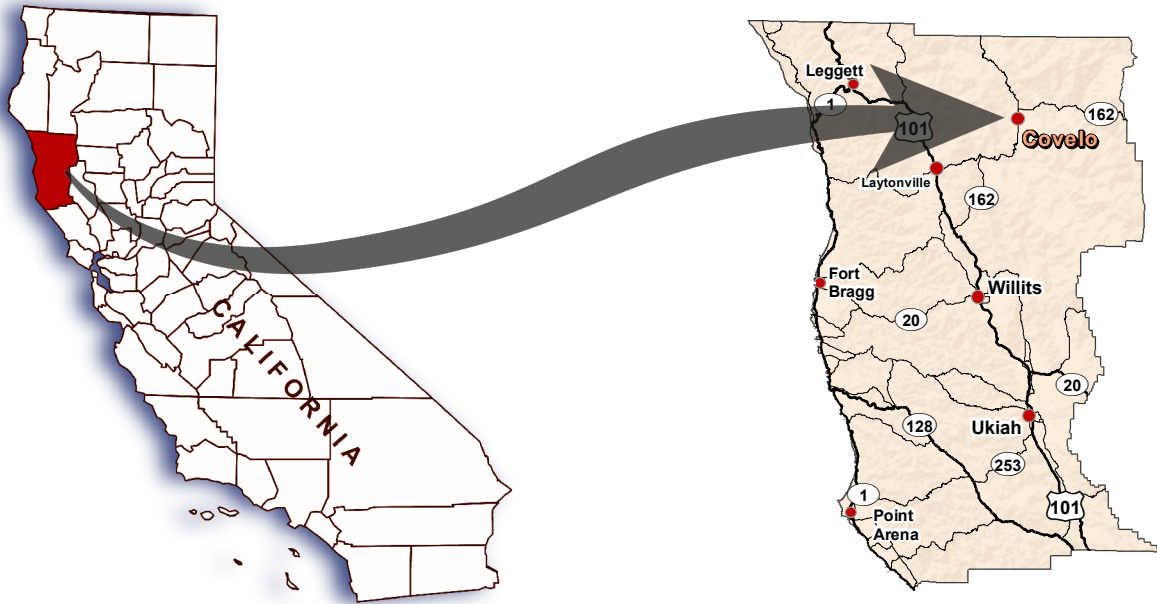 CALIFORNIA
Leggett
1
101
162
Covelo
Laytonville
162
Fort
Bragg
Willits
20
20
128
Ukiah
253
1
Point
Arena
101